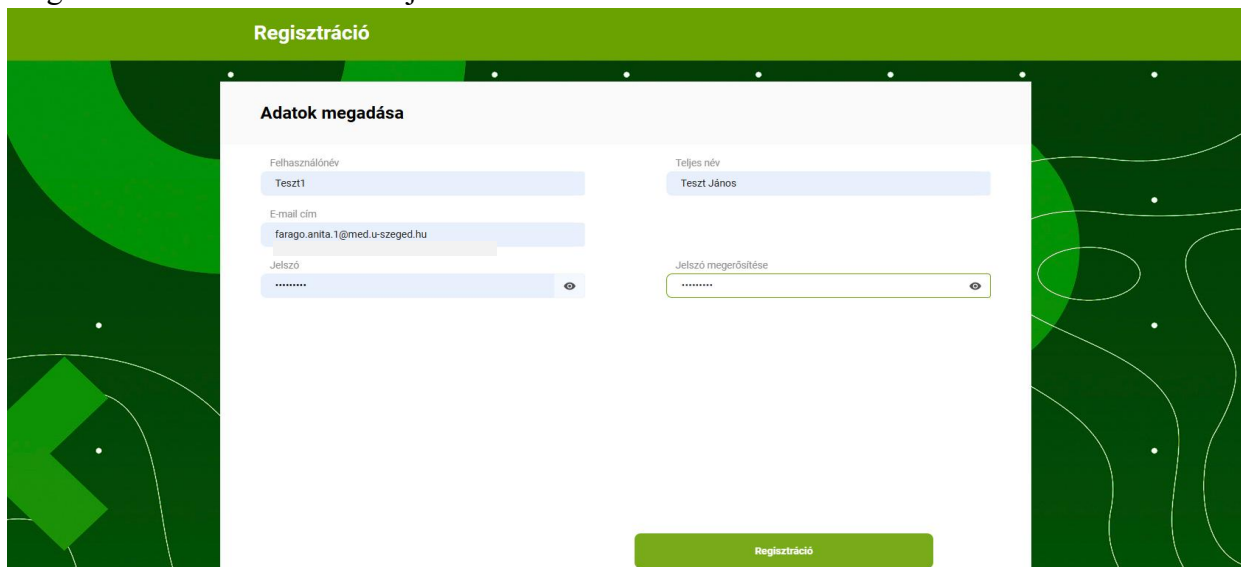 Regisztráció
Adatok megadása
Felhasználónév
Teljes név
Teszt1
Teszt János
E-mail cím
farago.anita.1@med.u-szeged.hu
Jelszó
Jelszó megerősítése
•••••••••
•••••••••
Regisztráció